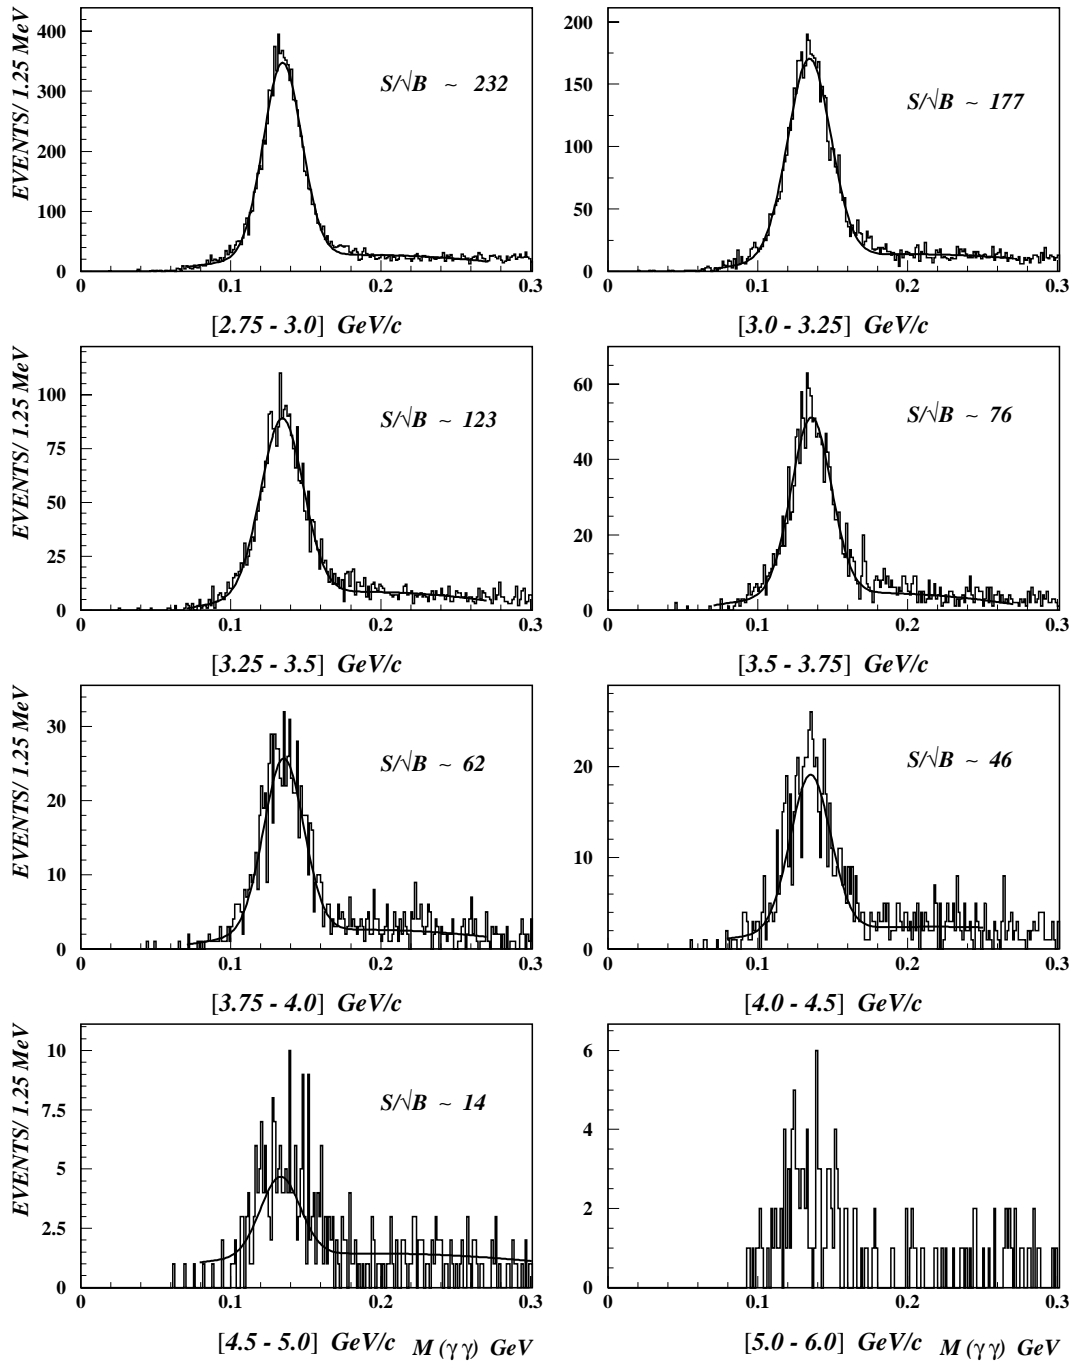 EVENTS/ 1.25 MeV
400
300
200
100
0
S/√B ~ 232
0 0.1 0.2 0.3
[2.75 - 3.0] GeV/c
200
150
100
50
0
S/√B ~ 177
0 0.1 0.2 0.3
[3.0 - 3.25] GeV/c
EVENTS/ 1.25 MeV
100
75
50
25
0
S/√B ~ 123
0 0.1 0.2 0.3
[3.25 - 3.5] GeV/c
60
40
20
0
S/√B ~ 76
0 0.1 0.2 0.3
[3.5 - 3.75] GeV/c
EVENTS/ 1.25 MeV
30
20
10
0
S/√B ~ 62
0 0.1 0.2 0.3
[3.75 - 4.0] GeV/c
20
10
0
S/√B ~ 46
0 0.1 0.2 0.3
[4.0 - 4.5] GeV/c
EVENTS/ 1.25 MeV
10
7.5
5
2.5
0
S/√B ~ 14
0 0.1 0.2 0.3
[4.5 - 5.0] GeV/c M (γ γ) GeV
6
4
2
0
0 0.1 0.2 0.3
[5.0 - 6.0] GeV/c M (γ γ) GeV